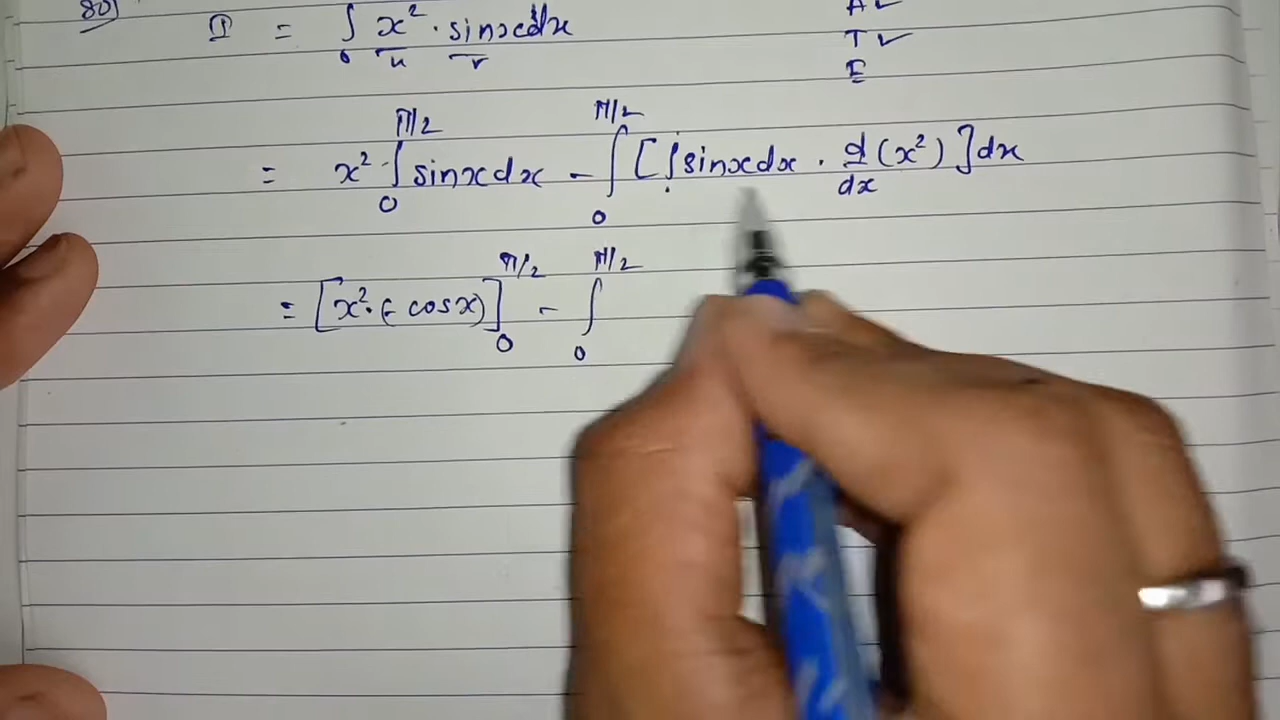 80)
I = ∫₀ x² · sinx dx
u v
A ✓
T ✓
E
= x² · ∫₀^π/2 sinx dx - ∫₀^π/2 [∫sinx dx · d/dx (x²)] dx
= [x² · (- cosx)]₀^π/2 - ∫₀^π/2